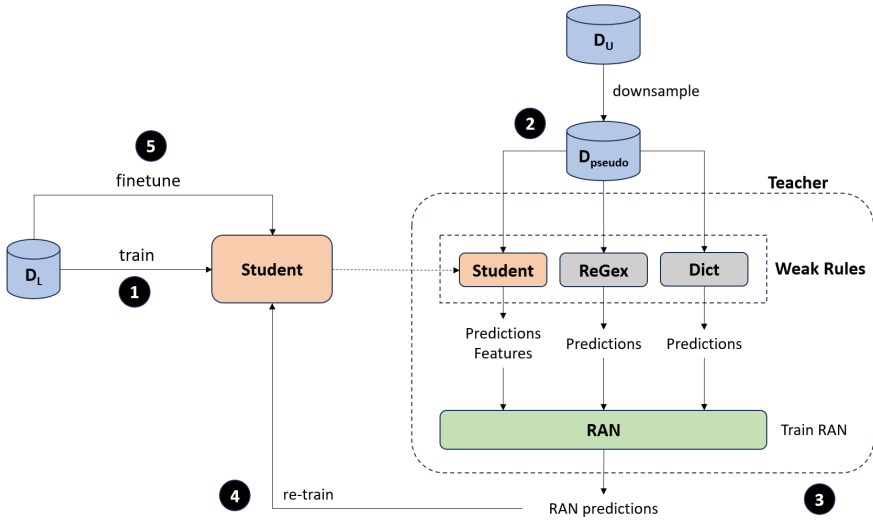 D_U
downsample
2
D_pseudo
5
finetune
Teacher
D_L
train
1
Student
Student
ReGex
Dict
Weak Rules
Predictions
Features
Predictions
Predictions
RAN
Train RAN
4
re-train
RAN predictions
3